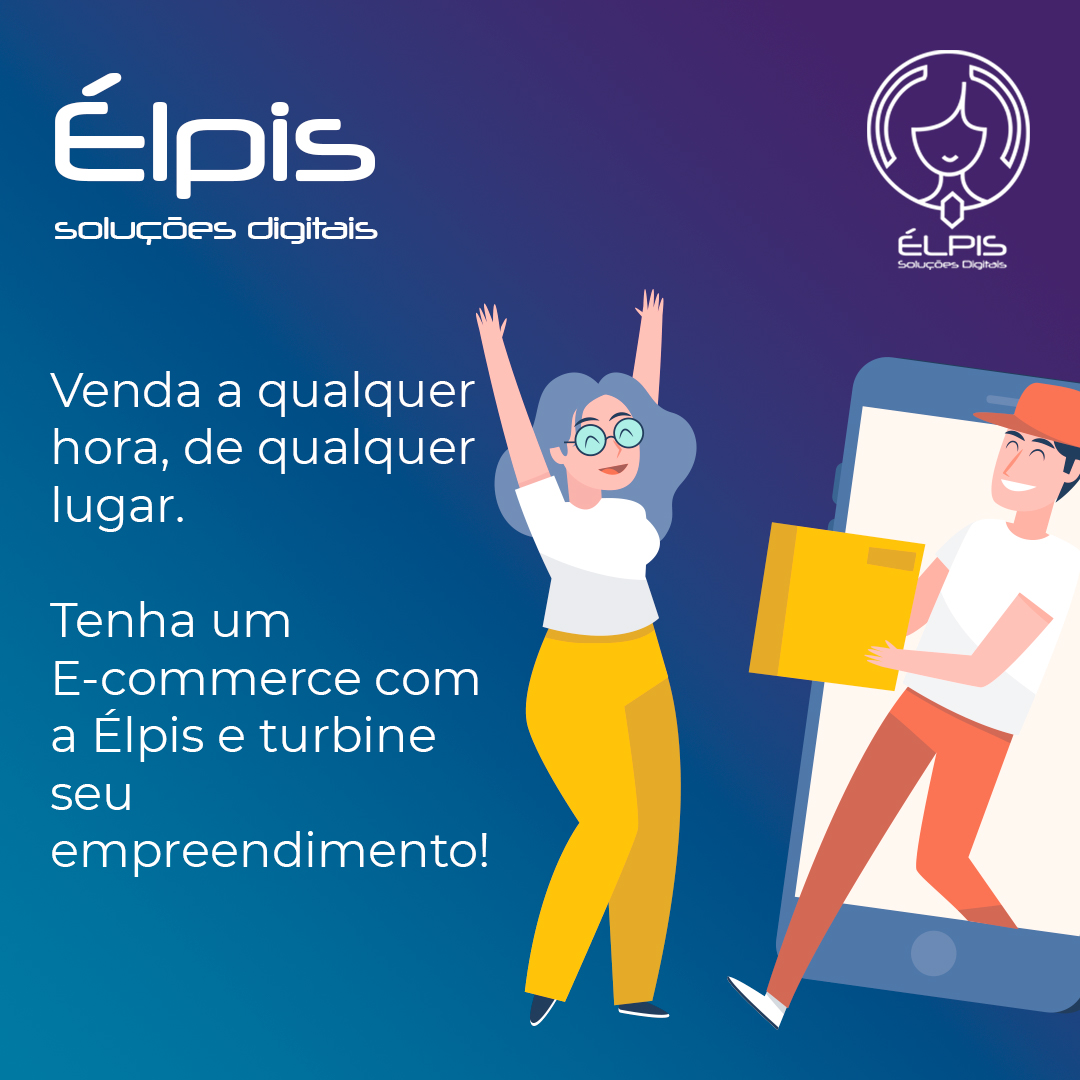 Élpis
soluções digitais
ÉLPIS
Soluções Digitais
Venda a qualquer
hora, de qualquer
lugar.
Tenha um
E-commerce com
a Élpis e turbine
seu
empreendimento!